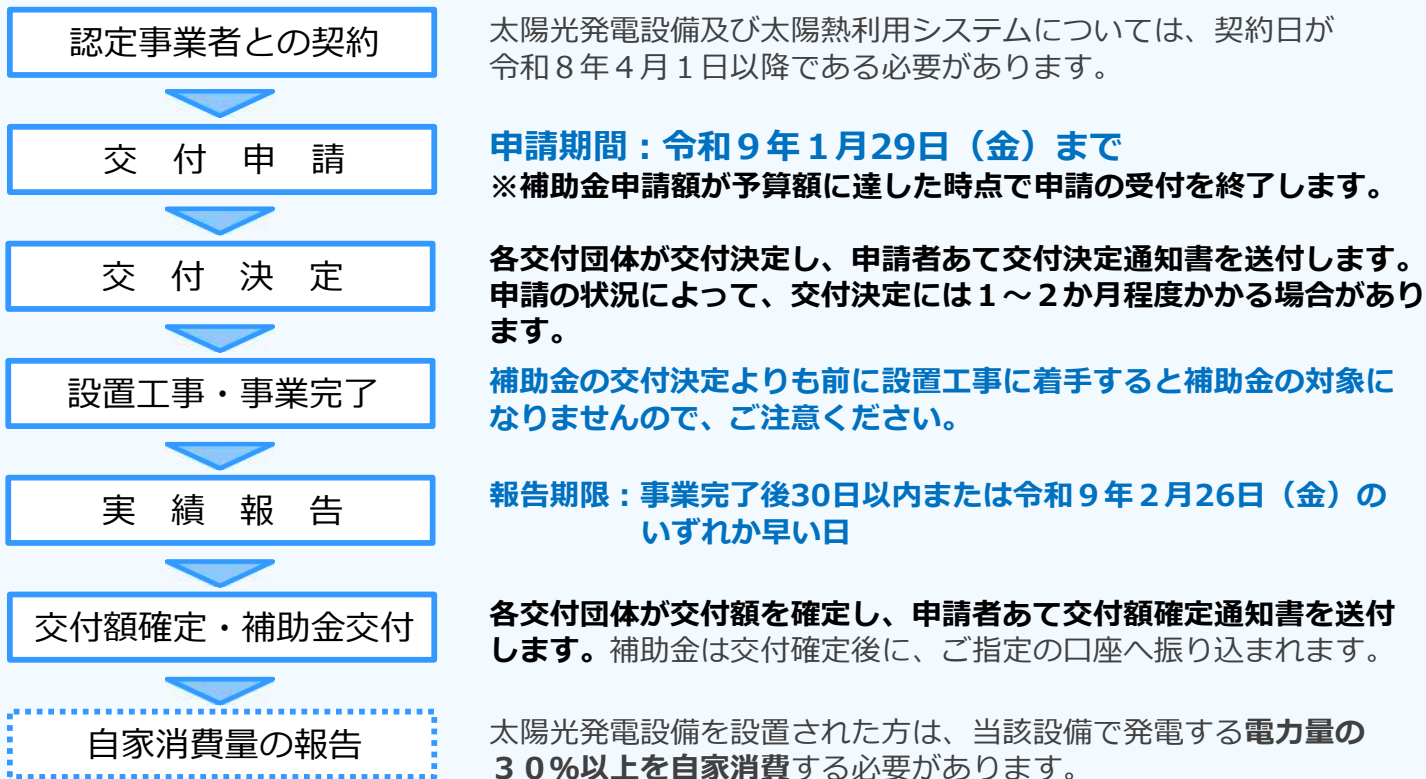 認定事業者との契約
太陽光発電設備及び太陽熱利用システムについては、契約日が
令和８年４月１日以降である必要があります。
交　付　申　請
申請期間：令和９年１月29日（金）まで
※補助金申請額が予算額に達した時点で申請の受付を終了します。
交　付　決　定
各交付団体が交付決定し、申請者あて交付決定通知書を送付します。
申請の状況によって、交付決定には１～２か月程度かかる場合があり
ます。
設置工事・事業完了
補助金の交付決定よりも前に設置工事に着手すると補助金の対象に
なりませんので、ご注意ください。
実　績　報　告
報告期限：事業完了後30日以内または令和９年２月26日（金）の
いずれか早い日
交付額確定・補助金交付
各交付団体が交付額を確定し、申請者あて交付額確定通知書を送付
します。補助金は交付確定後に、ご指定の口座へ振り込まれます。
自家消費量の報告
太陽光発電設備を設置された方は、当該設備で発電する電力量の
３０％以上を自家消費する必要があります。